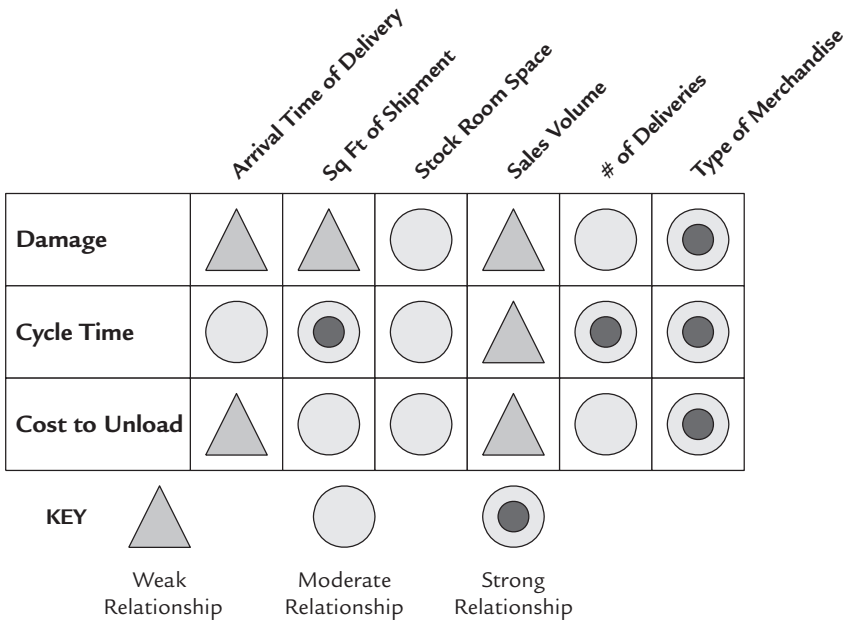 Arrival Time of Delivery
Sq Ft of Shipment
Stock Room Space
Sales Volume
# of Deliveries
Type of Merchandise
Damage
Cycle Time
Cost to Unload
KEY
Weak
Relationship
Moderate
Relationship
Strong
Relationship